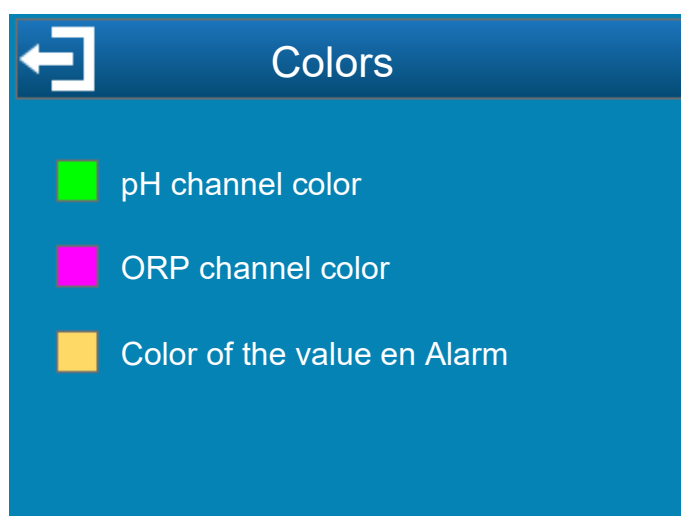 Colors
pH channel color
ORP channel color
Color of the value en Alarm